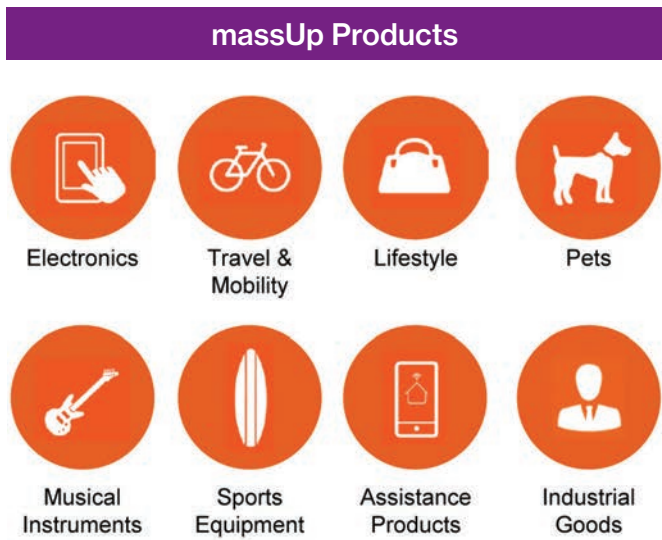 massUp Products
Electronics
Travel &
Mobility
Lifestyle
Pets
Musical
Instruments
Sports
Equipment
Assistance
Products
Industrial
Goods